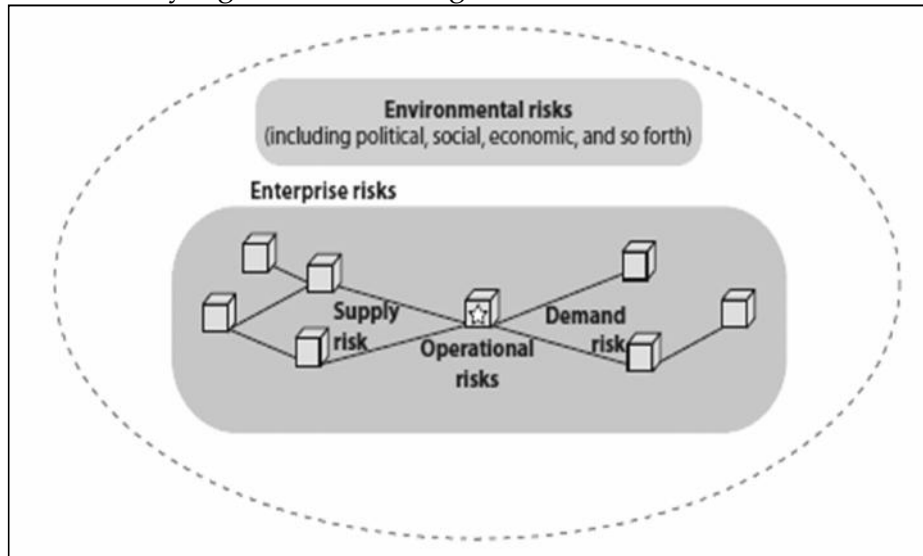 Environmental risks
(including political, social, economic, and so forth)
Enterprise risks
Supply
risk
Demand
risk
Operational
risks